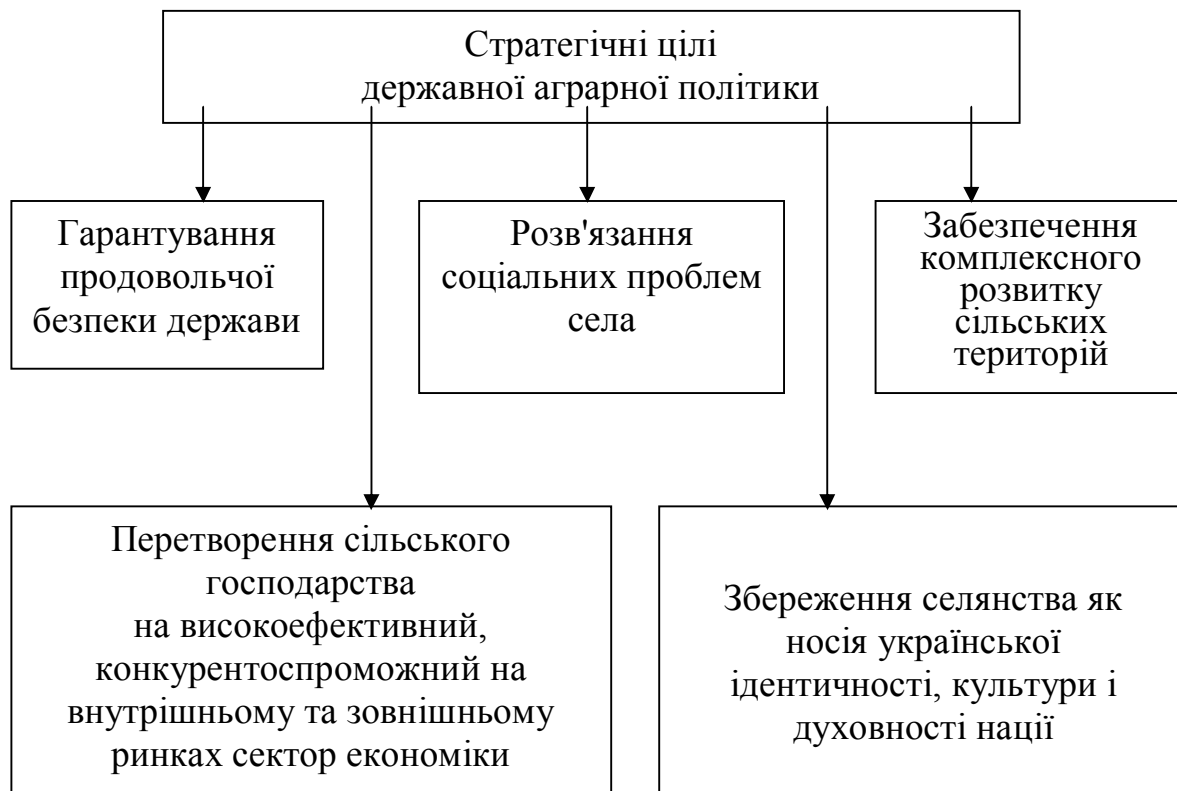 Стратегічні цілі
державної аграрної політики
Гарантування
продовольчої
безпеки держави
Розв'язання
соціальних проблем
села
Забезпечення
комплексного
розвитку
сільських
територій
Перетворення сільського
господарства
на високоефективний,
конкурентоспроможний на
внутрішньому та зовнішньому
ринках сектор економіки
Збереження селянства як
носія української
ідентичності, культури і
духовності нації